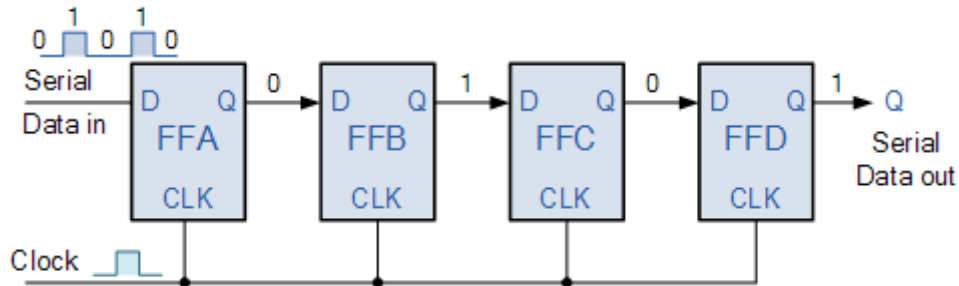 1 1
0 0 0
Serial
Data in
D Q
FFA
CLK
0
D Q
FFB
CLK
1
D Q
FFC
CLK
0
D Q
FFD
CLK
1
Q
Serial
Data out
Clock